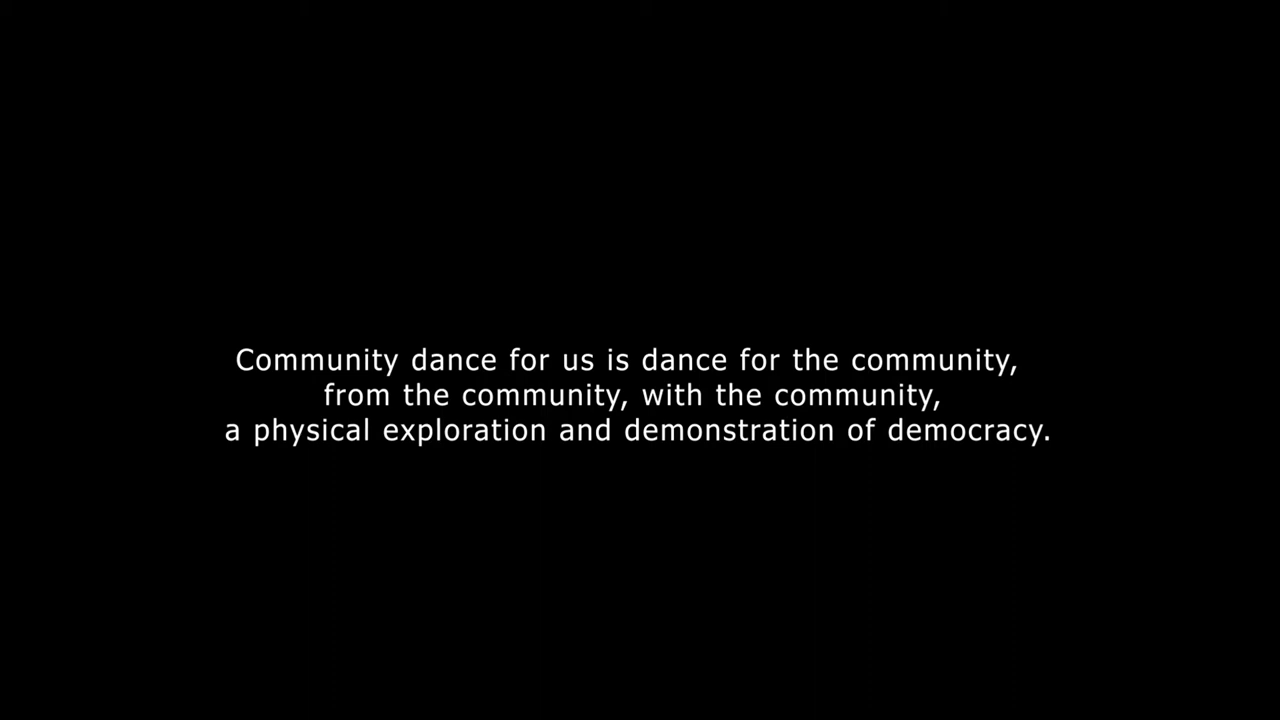 Community dance for us is dance for the community,
from the community, with the community,
a physical exploration and demonstration of democracy.